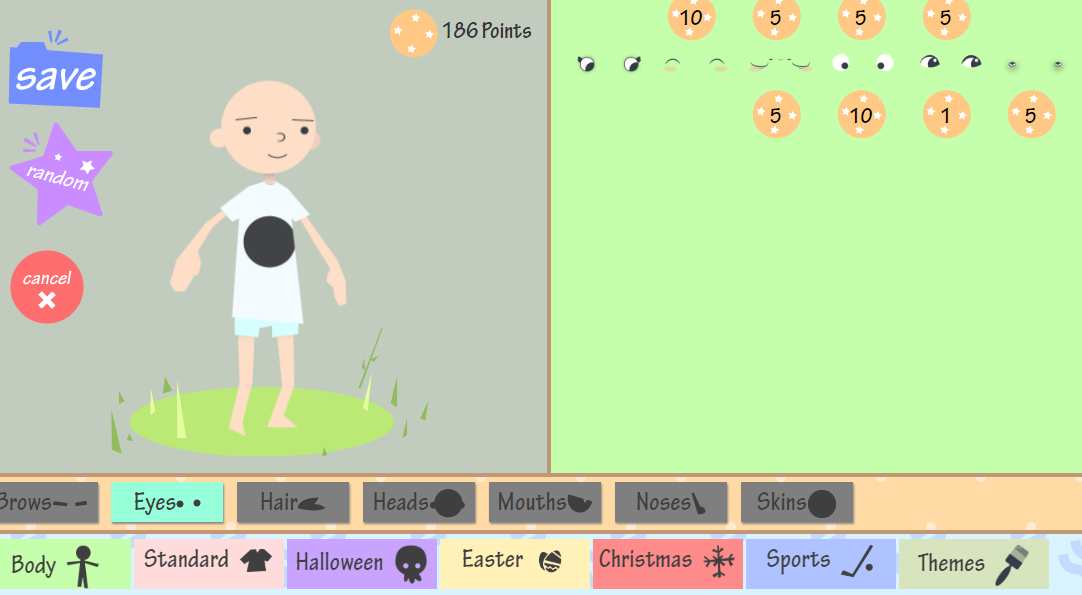 186 Points
10 5 5 5
save
5 10 1 5
random
cancel
Brows Eyes Hair Heads Mouths Noses Skins
Body Standard Halloween Easter Christmas Sports Themes